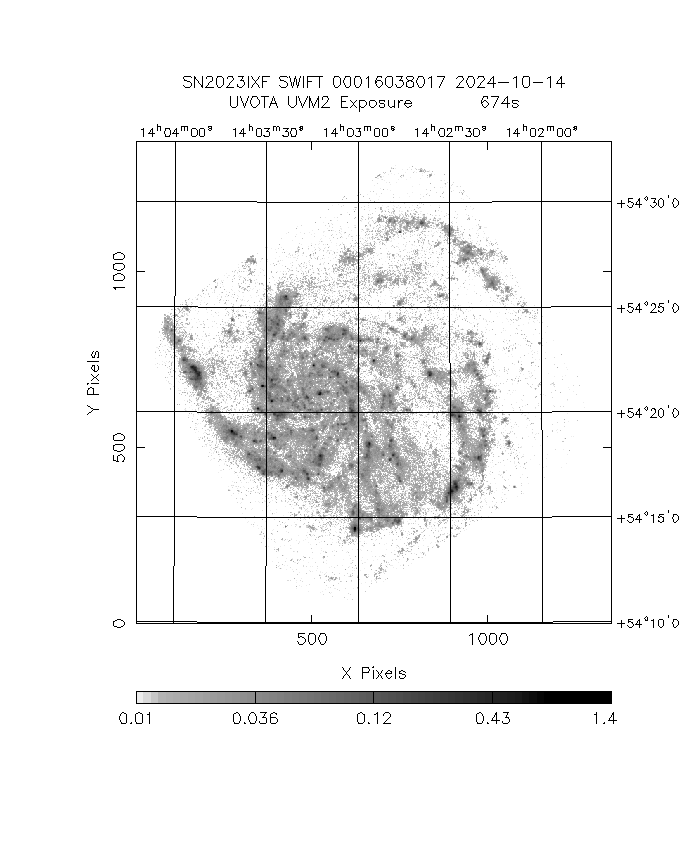 SN2023IXF SWIFT 00016038017 2024-10-14
UVOTA UVM2 Exposure 674s
14ʰ04ᵐ00ˢ 14ʰ03ᵐ30ˢ 14ʰ03ᵐ00ˢ 14ʰ02ᵐ30ˢ 14ʰ02ᵐ00ˢ
+54°30'0
1000
+54°25'0
Y Pixels
+54°20'0
500
+54°15'0
0
+54°10'0
500 1000
X Pixels
0.01 0.036 0.12 0.43 1.4